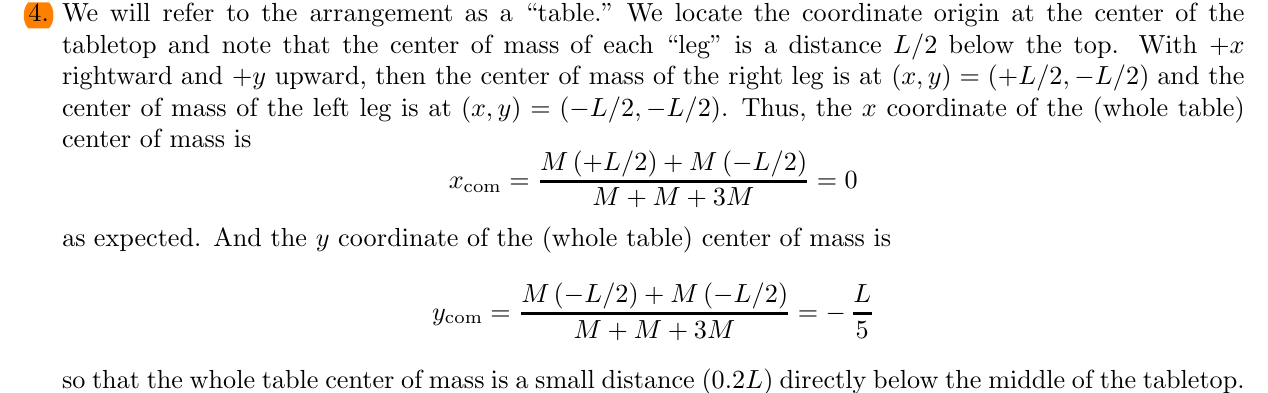 4. We will refer to the arrangement as a “table.” We locate the coordinate origin at the center of the
tabletop and note that the center of mass of each “leg” is a distance L/2 below the top. With +x
rightward and +y upward, then the center of mass of the right leg is at (x, y) = (+L/2, −L/2) and the
center of mass of the left leg is at (x, y) = (−L/2, −L/2). Thus, the x coordinate of the (whole table)
center of mass is
x_com = \frac{M (+L/2) + M (−L/2)}{M + M + 3M} = 0
as expected. And the y coordinate of the (whole table) center of mass is
y_com = \frac{M (−L/2) + M (−L/2)}{M + M + 3M} = −\frac{L}{5}
so that the whole table center of mass is a small distance (0.2L) directly below the middle of the tabletop.